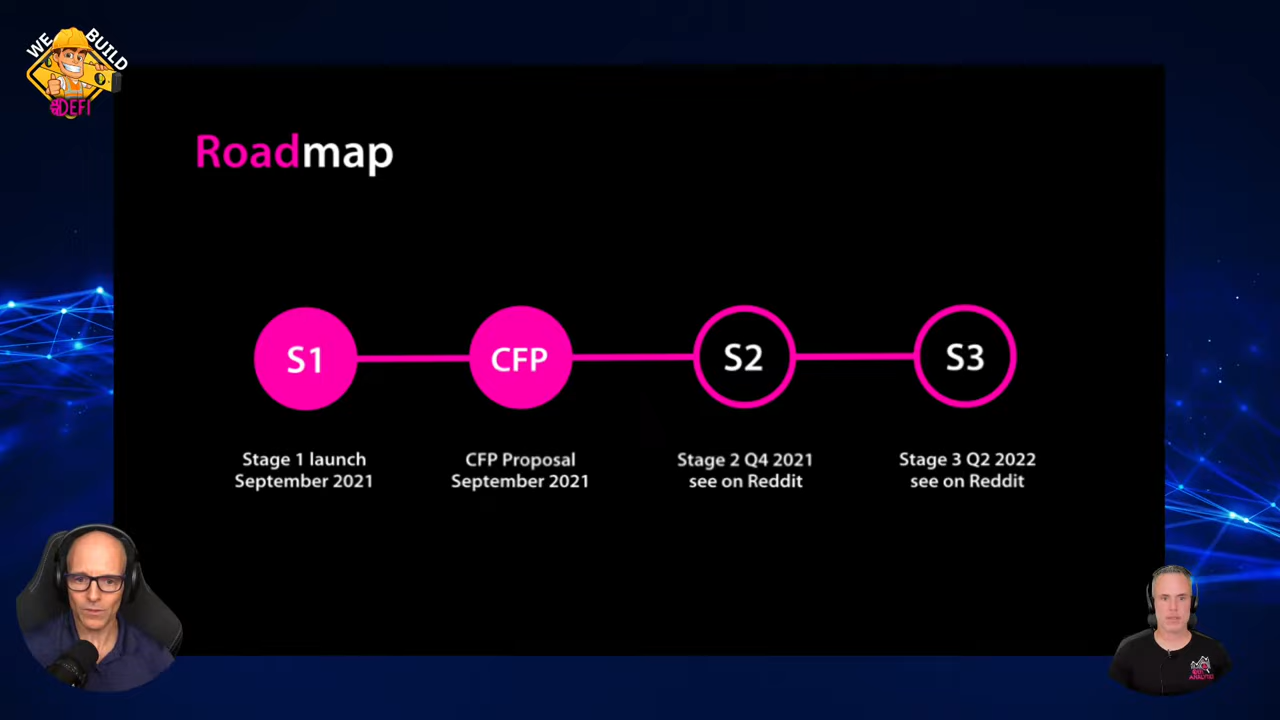 WE BUILD
DEFI
Roadmap
S1
CFP
S2
S3
Stage 1 launch
September 2021
CFP Proposal
September 2021
Stage 2 Q4 2021
see on Reddit
Stage 3 Q2 2022
see on Reddit